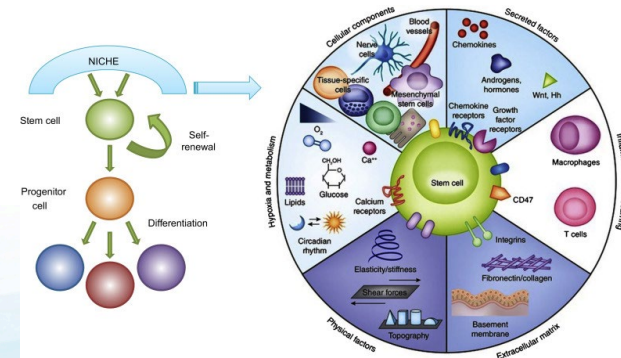 NICHE
Stem cell
Self-
renewal
Progenitor
cell
Differentiation
Cellular components
Blood
vessels
Nerve
cells
Tissue-specific
cells
Mesenchymal
stem cells
Secreted factors
Chemokines
Androgens,
hormones
Wnt, Hh
Chemokine
receptors
Growth
factor
receptors
Macrophages
T cells
CD47
Stem cell
Hypoxia and metabolism
O₂
Ca⁺⁺
CH₂OH
Glucose
Lipids
Calcium
receptors
Circadian
rhythm
Integrins
Fibronectin/collagen
Basement
membrane
Extracellular matrix
Elasticity/stiffness
Shear forces
Topography
Physical factors